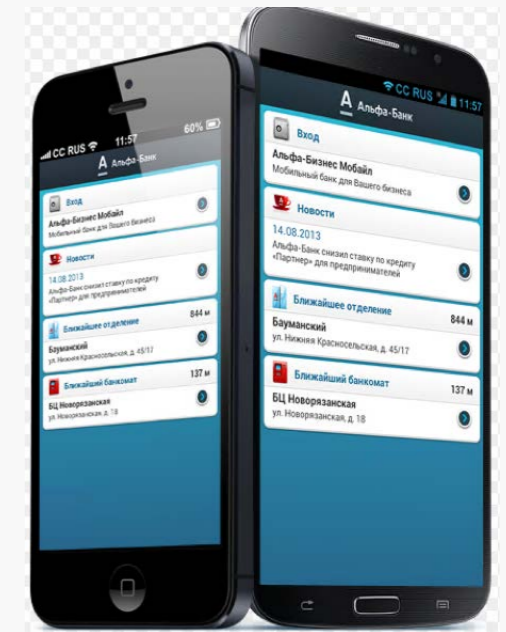 CC RUS 11:57 60%
А Альфа-Банк
Вход
Альфа-Бизнес Мобайл
Мобильный банк для Вашего бизнеса
Новости
14.08.2013
Альфа-Банк снизил ставку по кредиту
«Партнер» для предпринимателей
Ближайшее отделение 844 м
Бауманский
ул. Нижняя Красносельская, д. 45/17
Ближайший банкомат 137 м
БЦ Новорязанская
ул. Новорязанская, д. 18
CC RUS 11:57
А Альфа-Банк
Вход
Альфа-Бизнес Мобайл
Мобильный банк для Вашего бизнеса
Новости
14.08.2013
Альфа-Банк снизил ставку по кредиту
«Партнер» для предпринимателей
Ближайшее отделение 844 м
Бауманский
ул. Нижняя Красносельская, д. 45/17
Ближайший банкомат 137 м
БЦ Новорязанская
ул. Новорязанская, д. 18